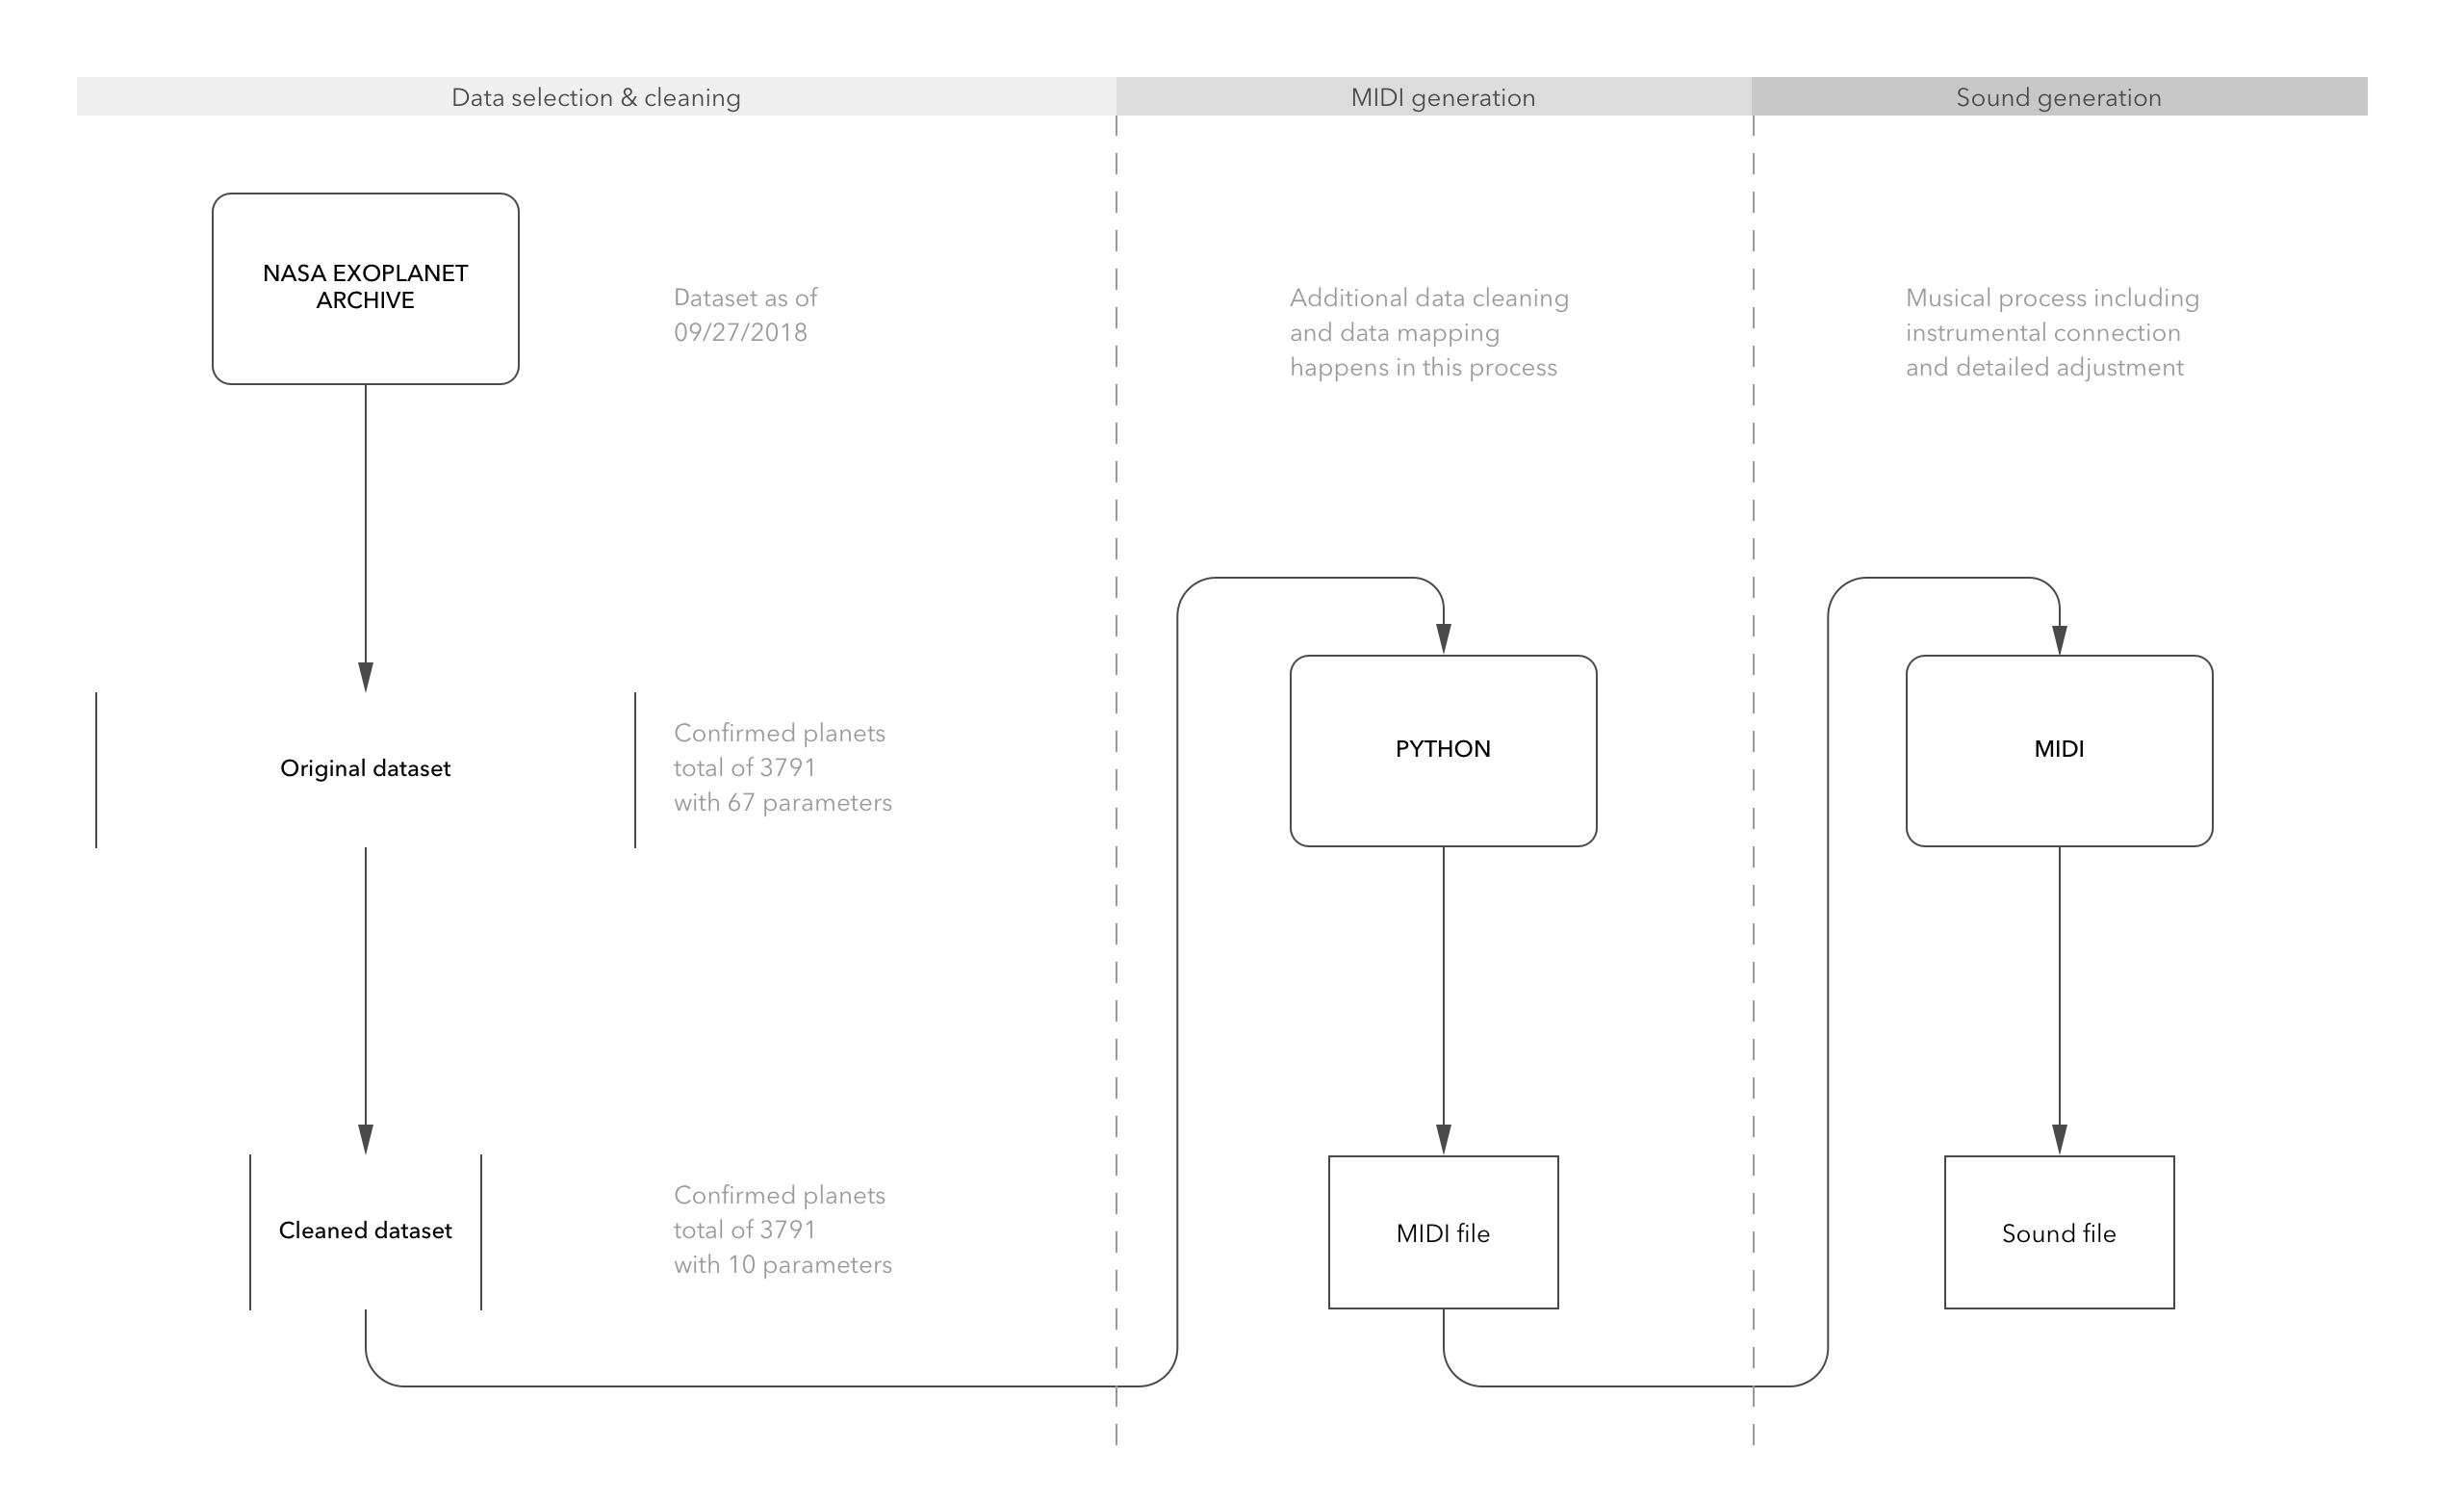 Data selection & cleaning
MIDI generation
Sound generation
NASA EXOPLANET
ARCHIVE
Dataset as of
09/27/2018
Additional data cleaning
and data mapping
happens in this process
Musical process including
instrumental connection
and detailed adjustment
Original dataset
Confirmed planets
total of 3791
with 67 parameters
PYTHON
MIDI
Cleaned dataset
Confirmed planets
total of 3791
with 10 parameters
MIDI file
Sound file